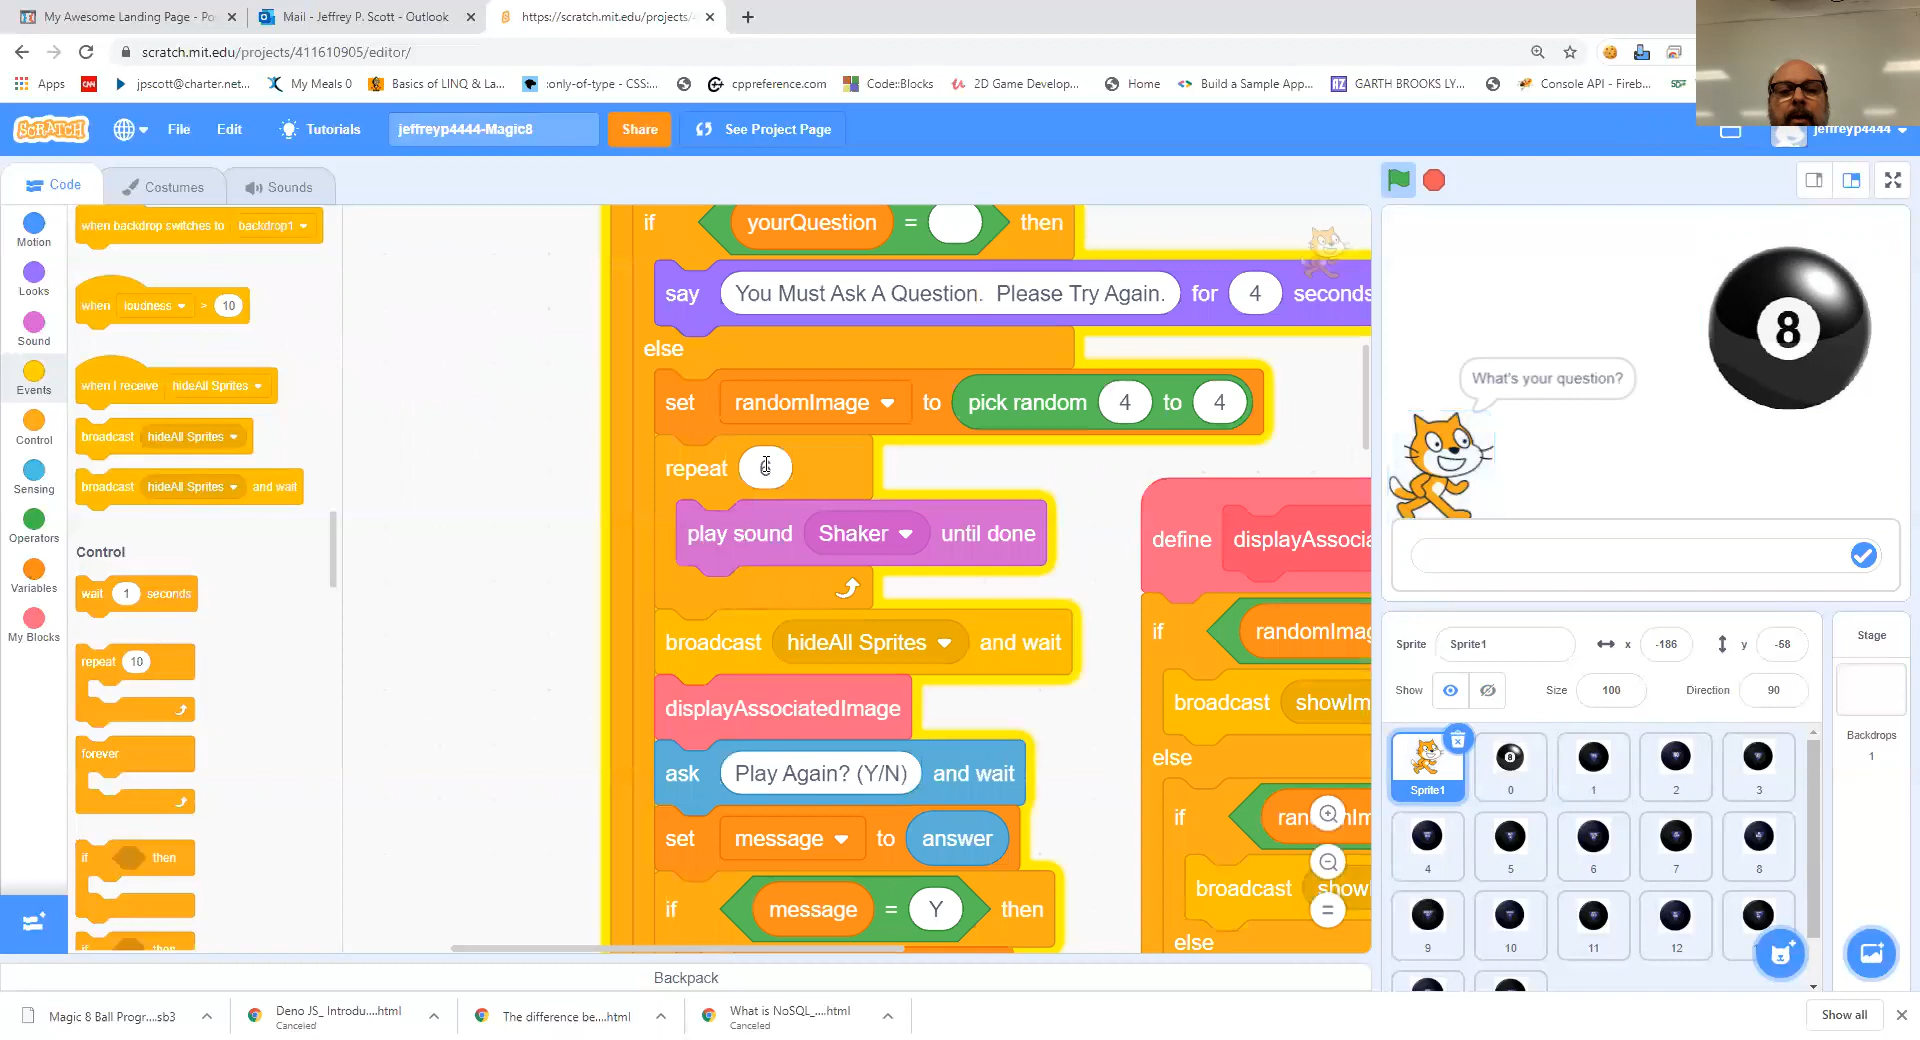 My Awesome Landing Page - Po
Mail - Jeffrey P. Scott - Outlook
https://scratch.mit.edu/projects/4
scratch.mit.edu/projects/411610905/editor/
Apps
CNN
jpscott@charter.net...
My Meals 0
Basics of LINQ & La...
:only-of-type - CSS:...
cppreference.com
Code::Blocks
2D Game Develop...
Home
Build a Sample App...
GARTH BROOKS LY...
Console API - Fireb...
SCRATCH
File
Edit
Tutorials
jeffreyp4444-Magic8
Share
See Project Page
jeffreyp4444
Code
Costumes
Sounds
Motion
Looks
Sound
Events
Control
Sensing
Operators
Variables
My Blocks
when backdrop switches to backdrop1
when loudness > 10
when I receive hideAll Sprites
broadcast hideAll Sprites
broadcast hideAll Sprites and wait
Control
wait 1 seconds
repeat 10
forever
if then
if then
if yourQuestion = then
say You Must Ask A Question. Please Try Again. for 4 seconds
else
set randomImage to pick random 4 to 4
repeat
play sound Shaker until done
broadcast hideAll Sprites and wait
displayAssociatedImage
ask Play Again? (Y/N) and wait
set message to answer
if message = Y then
define displayAssocia
if randomImag
broadcast showIm
else
if
broadcast
else
8
What's your question?
Sprite Sprite1 x -186 y -58
Show Size 100 Direction 90
Stage
Backdrops
1
Sprite1
0
1
2
3
4
5
6
7
8
9
10
11
12
Backpack
Magic 8 Ball Progr....sb3
Deno JS_ Introdu....html
Canceled
The difference be....html
What is NoSQL_....html
Canceled
Show all